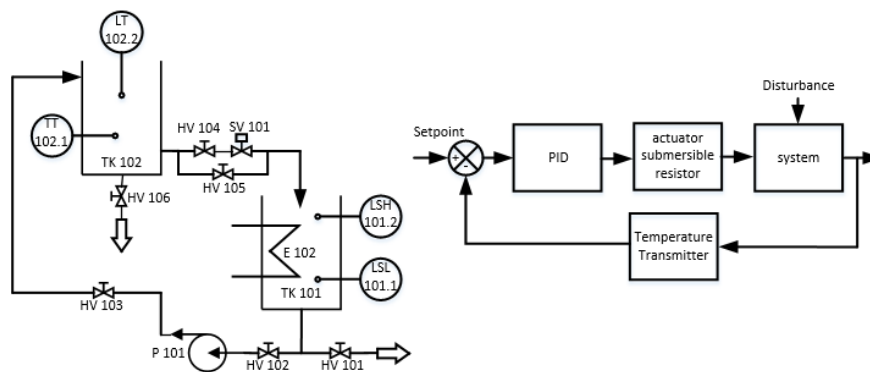 LT
102.2
TT
102.1
TK 102
HV 104
SV 101
HV 105
HV 106
LSH
101.2
E 102
LSL
101.1
TK 101
HV 103
P 101
HV 102
HV 101
Disturbance
Setpoint
+
-
PID
actuator
submersible
resistor
system
Temperature
Transmitter